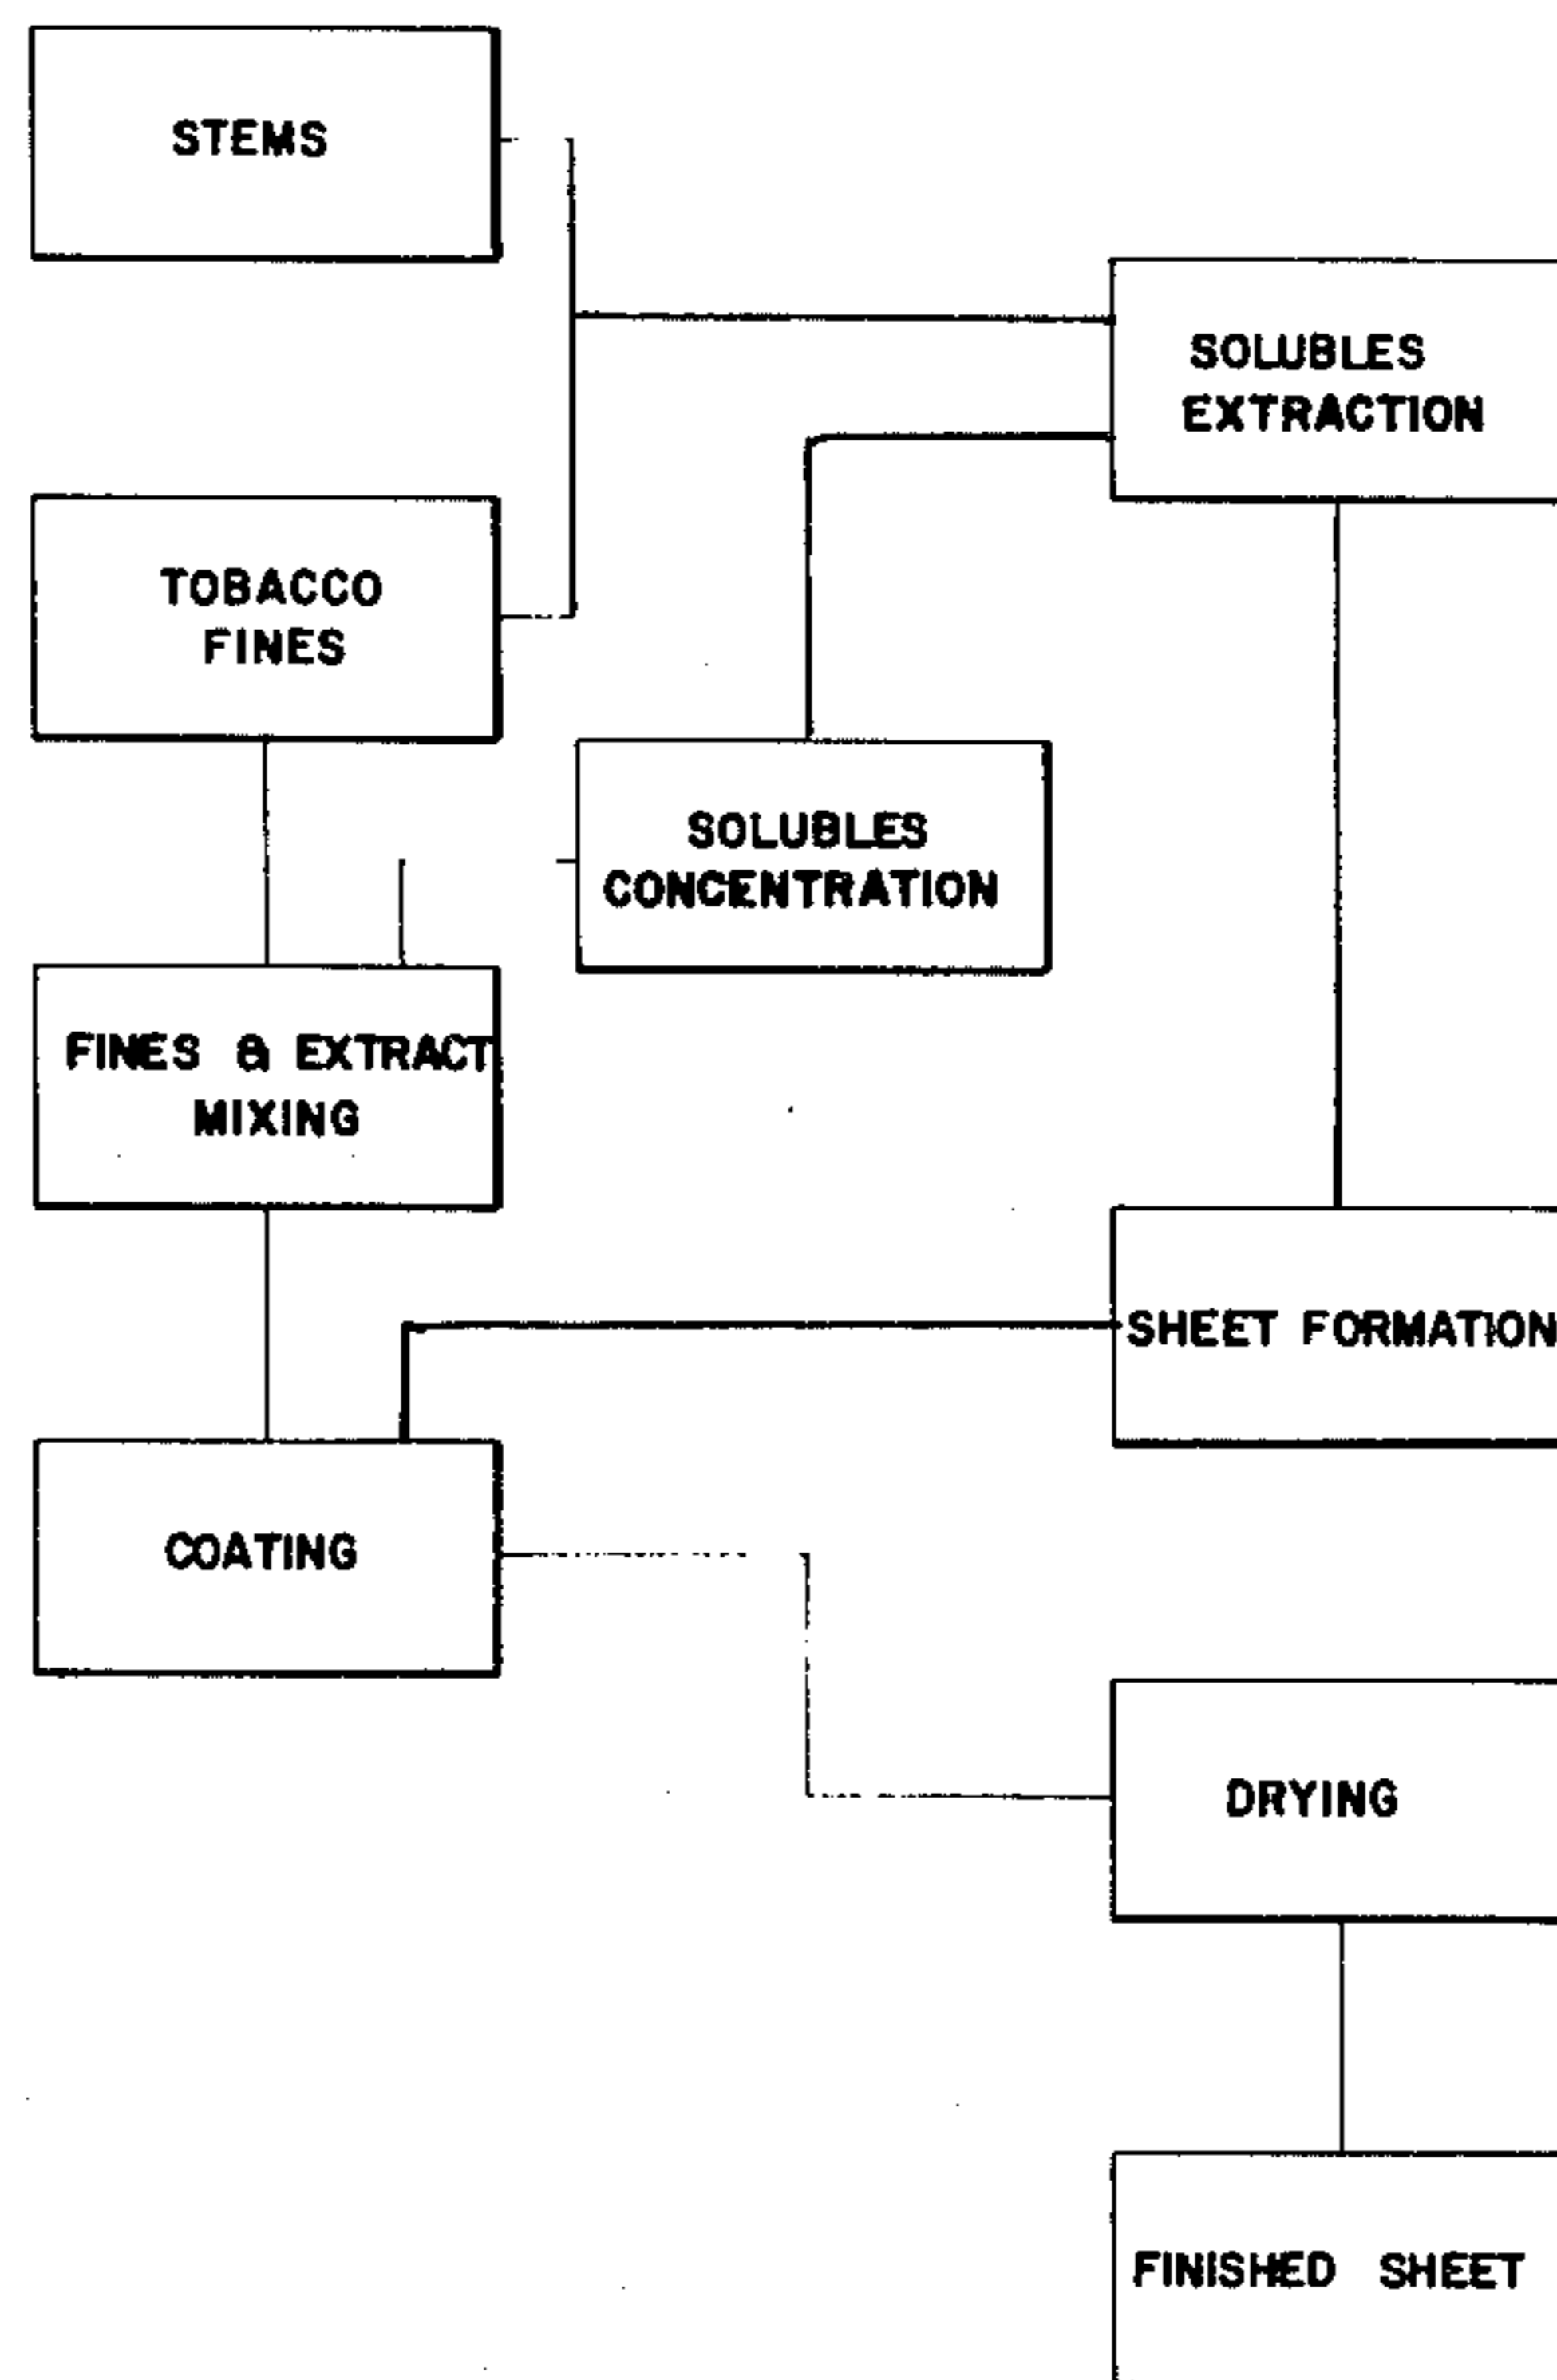 STEMS
SOLUBLES
EXTRACTION
TOBACCO
FINES
SOLUBLES
CONCENTRATION
FINES & EXTRACT
MIXING
SHEET FORMATION
COATING
DRYING
FINISHED SHEET